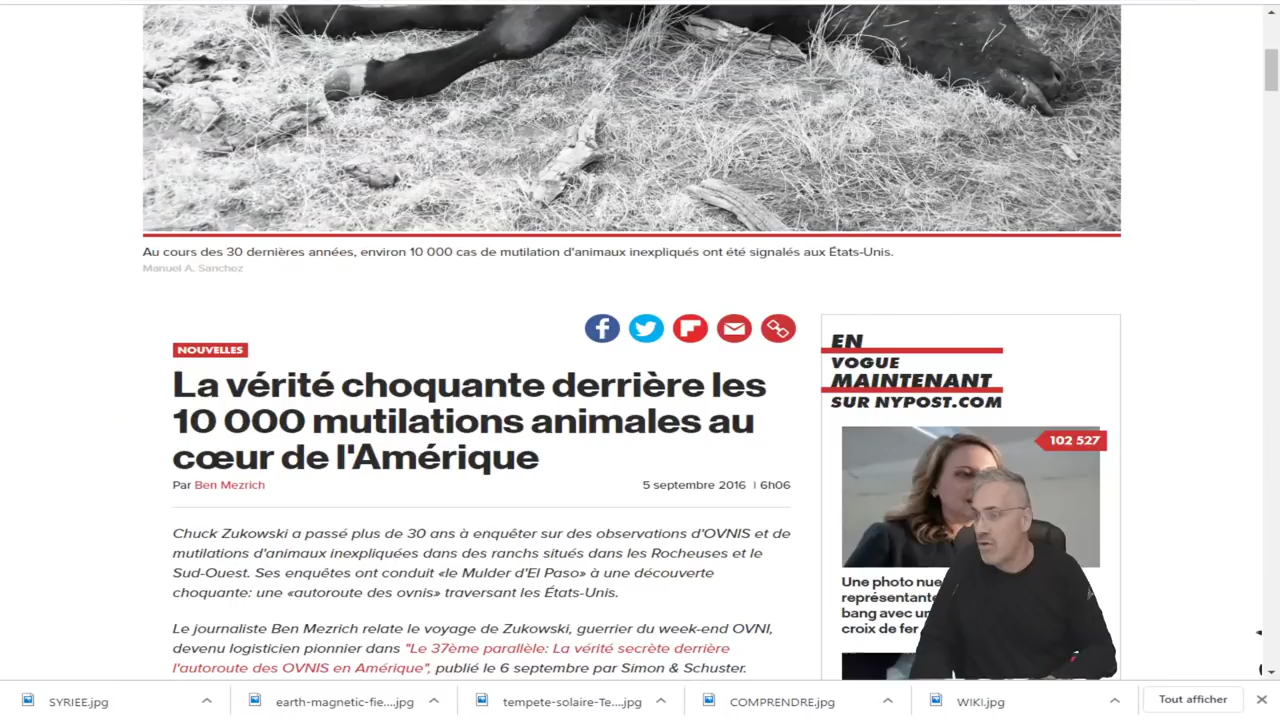 Au cours des 30 dernières années, environ 10 000 cas de mutilation d'animaux inexpliqués ont été signalés aux États-Unis.
Manuel A. Sanchez
NOUVELLES
La vérité choquante derrière les
10 000 mutilations animales au
cœur de l'Amérique
Par Ben Mezrich
5 septembre 2016 | 6h06
Chuck Zukowski a passé plus de 30 ans à enquêter sur des observations d'OVNIS et de
mutilations d'animaux inexpliquées dans des ranchs situés dans les Rocheuses et le
Sud-Ouest. Ses enquêtes ont conduit «le Mulder d'El Paso» à une découverte
choquante: une «autoroute des ovnis» traversant les États-Unis.
Le journaliste Ben Mezrich relate le voyage de Zukowski, guerrier du week-end OVNI,
devenu logisticien pionnier dans "Le 37ème parallèle: La vérité secrète derrière
l'autoroute des OVNIS en Amérique", publié le 6 septembre par Simon & Schuster.
EN
VOGUE
MAINTENANT
SUR NYPOST.COM
102 527
Une photo nue
représentante
bang avec un
croix de fer
SYRIEE.jpg
earth-magnetic-fie....jpg
tempete-solaire-Te....jpg
COMPRENDRE.jpg
WIKI.jpg
Tout afficher